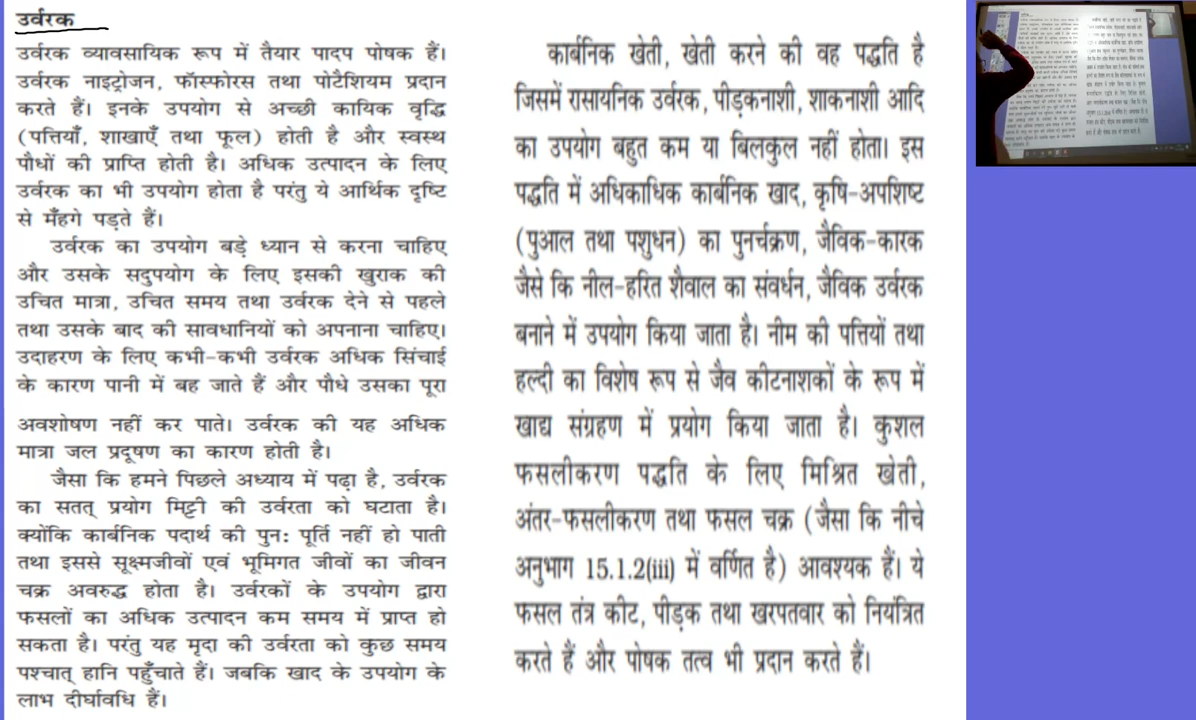 उर्वरक
उर्वरक व्यावसायिक रूप में तैयार पादप पोषक हैं।
उर्वरक नाइट्रोजन, फॉस्फोरस तथा पोटैशियम प्रदान
करते हैं। इनके उपयोग से अच्छी कायिक वृद्धि
(पत्तियाँ, शाखाएँ तथा फूल) होती है और स्वस्थ
पौधों की प्राप्ति होती है। अधिक उत्पादन के लिए
उर्वरक का भी उपयोग होता है परंतु ये आर्थिक दृष्टि
से मँहगे पड़ते हैं।
उर्वरक का उपयोग बड़े ध्यान से करना चाहिए
और उसके सदुपयोग के लिए इसकी खुराक की
उचित मात्रा, उचित समय तथा उर्वरक देने से पहले
तथा उसके बाद की सावधानियों को अपनाना चाहिए।
उदाहरण के लिए कभी-कभी उर्वरक अधिक सिंचाई
के कारण पानी में बह जाते हैं और पौधे उसका पूरा
अवशोषण नहीं कर पाते। उर्वरक की यह अधिक
मात्रा जल प्रदूषण का कारण होती है।
जैसा कि हमने पिछले अध्याय में पढ़ा है, उर्वरक
का सतत् प्रयोग मिट्टी की उर्वरता को घटाता है।
क्योंकि कार्बनिक पदार्थ की पुनः पूर्ति नहीं हो पाती
तथा इससे सूक्ष्मजीवों एवं भूमिगत जीवों का जीवन
चक्र अवरुद्ध होता है। उर्वरकों के उपयोग द्वारा
फसलों का अधिक उत्पादन कम समय में प्राप्त हो
सकता है। परंतु यह मृदा की उर्वरता को कुछ समय
पश्चात् हानि पहुँचाते हैं। जबकि खाद के उपयोग के
लाभ दीर्घावधि हैं।
कार्बनिक खेती, खेती करने की वह पद्धति है
जिसमें रासायनिक उर्वरक, पीड़कनाशी, शाकनाशी आदि
का उपयोग बहुत कम या बिलकुल नहीं होता। इस
पद्धति में अधिकाधिक कार्बनिक खाद, कृषि-अपशिष्ट
(पुआल तथा पशुधन) का पुनर्चक्रण, जैविक-कारक
जैसे कि नील-हरित शैवाल का संवर्धन, जैविक उर्वरक
बनाने में उपयोग किया जाता है। नीम की पत्तियों तथा
हल्दी का विशेष रूप से जैव कीटनाशकों के रूप में
खाद्य संग्रहण में प्रयोग किया जाता है। कुशल
फसलीकरण पद्धति के लिए मिश्रित खेती,
अंतर-फसलीकरण तथा फसल चक्र (जैसा कि नीचे
अनुभाग 15.1.2(iii) में वर्णित है) आवश्यक हैं। ये
फसल तंत्र कीट, पीड़क तथा खरपतवार को नियंत्रित
करते हैं और पोषक तत्व भी प्रदान करते हैं।